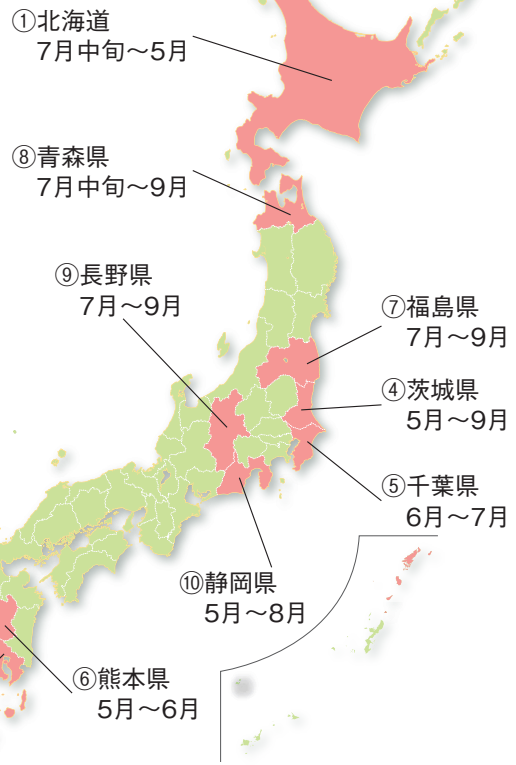 ①北海道
7月中旬～5月
⑧青森県
7月中旬～9月
⑨長野県
7月～9月
⑦福島県
7月～9月
④茨城県
5月～9月
⑤千葉県
6月～7月
⑩静岡県
5月～8月
⑥熊本県
5月～6月